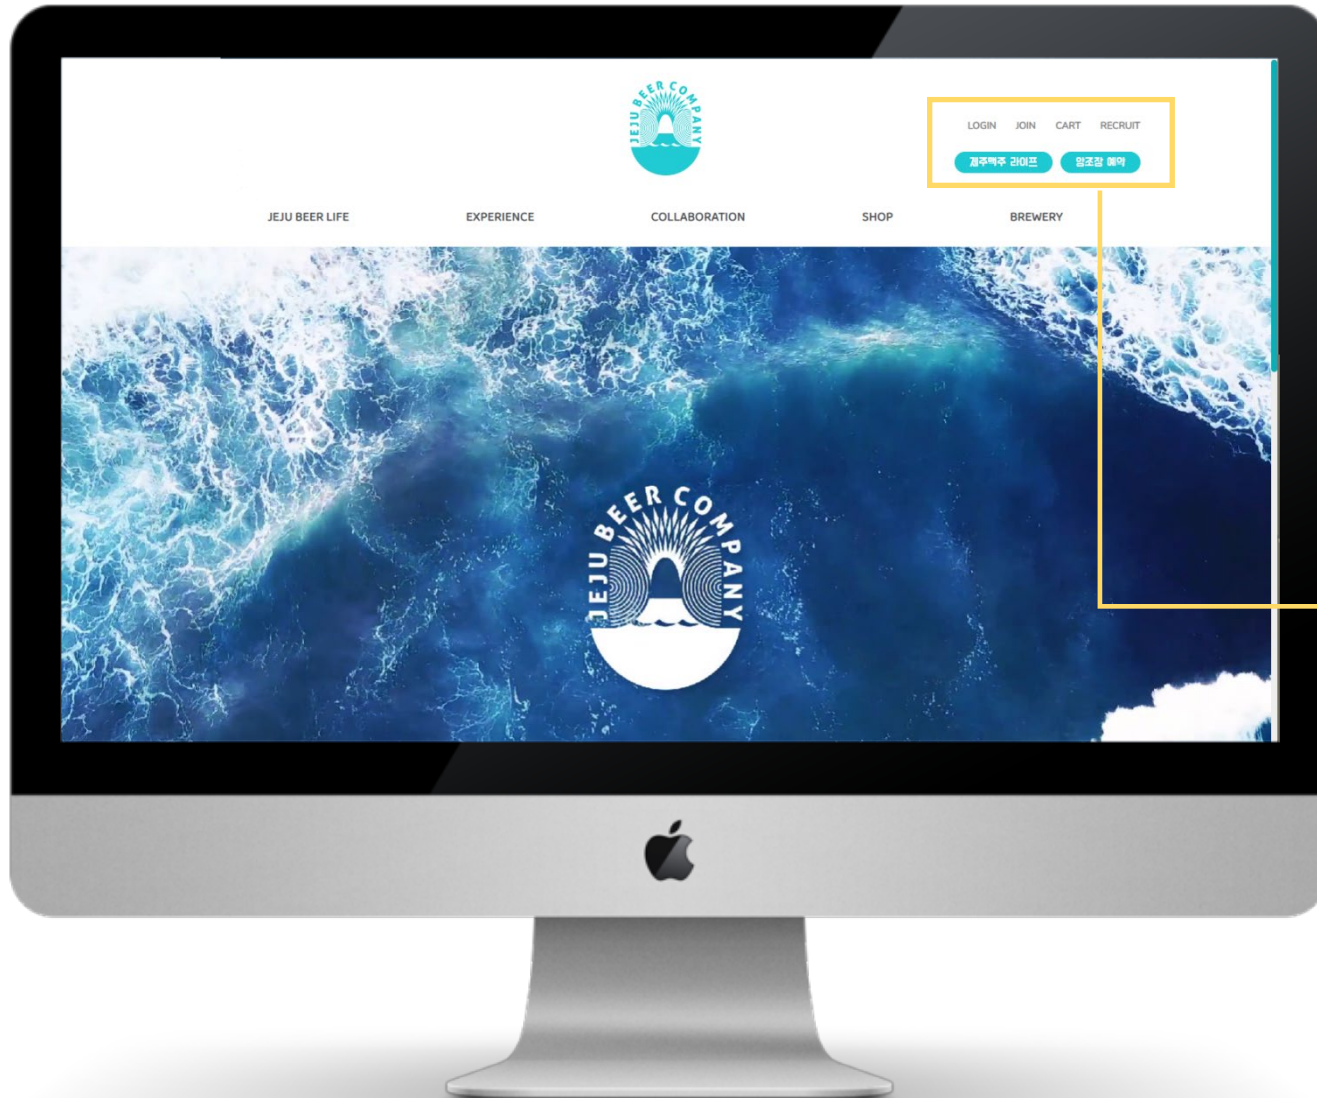 JEJU BEER COMPANY
LOGIN JOIN CART RECRUIT
제주맥주 라이프 양조장 예약
JEJU BEER LIFE EXPERIENCE COLLABORATION SHOP BREWERY
JEJU BEER COMPANY